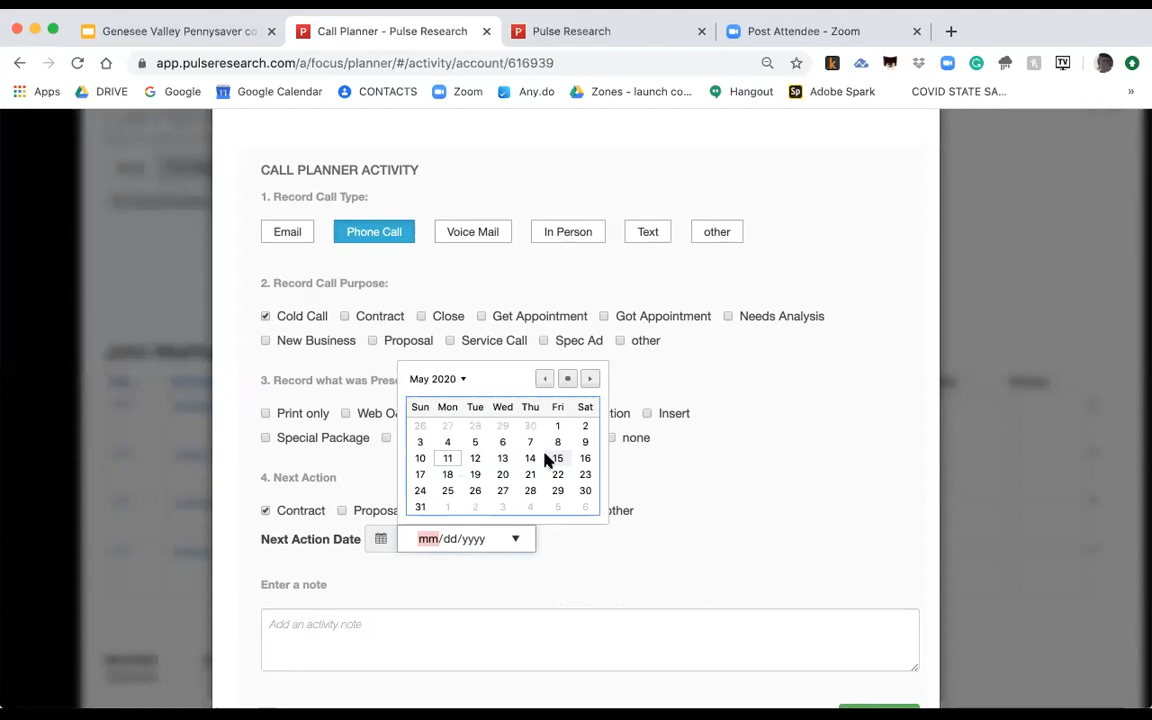 Genesee Valley Pennysaver co
Call Planner - Pulse Research
Pulse Research
Post Attendee - Zoom
app.pulseresearch.com/a/focus/planner/#/activity/account/616939
Apps DRIVE Google Google Calendar CONTACTS Zoom Any.do Zones - launch co... Hangout Adobe Spark COVID STATE SA... »
CALL PLANNER ACTIVITY
1. Record Call Type:
Email Phone Call Voice Mail In Person Text other
2. Record Call Purpose:
Cold Call Contract Close Get Appointment Got Appointment Needs Analysis
New Business Proposal Service Call Spec Ad other
May 2020
3. Record what was Prese
Sun Mon Tue Wed Thu Fri Sat
Print only Web O tion Insert
26 27 28 29 30 1 2
Special Package none
3 4 5 6 7 8 9
10 11 12 13 14 15 16
4. Next Action
17 18 19 20 21 22 23
24 25 26 27 28 29 30
31 1 2 3 4 5 6
Contract Proposa other
Next Action Date mm/dd/yyyy
Enter a note
Add an activity note